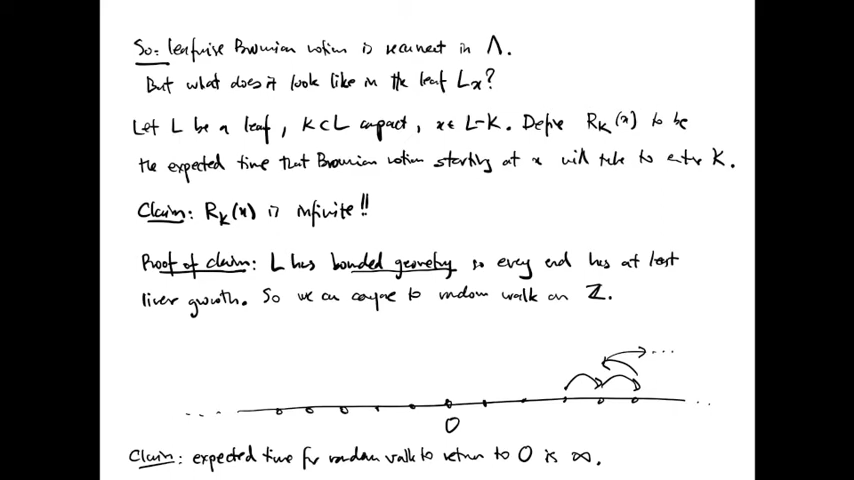 So: leafwise Brownian motion is recurrent in Λ.
But what does it look like in the leaf Lx?
Let L be a leaf, K ⊂ L compact, x ∈ L-K. Define R_K(x) to be
the expected time that Brownian motion starting at x will take to enter K.
Claim: R_K(x) is infinite!!
Proof of claim: L has bounded geometry so every end has at least
linear growth. So we can compare to random walk on ℤ.
... ...
... ..
0
Claim: expected time for random walk to return to 0 is ∞.